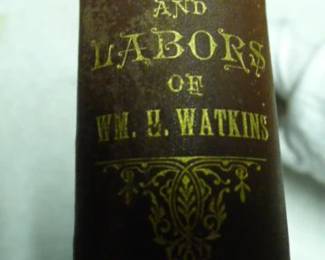 AND
LABORS
OF
WM. H. WATKINS